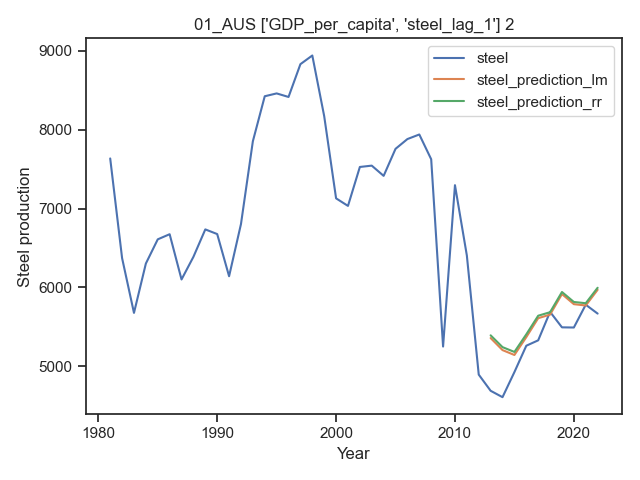 01_AUS ['GDP_per_capita', 'steel_lag_1'] 2
steel
steel_prediction_lm
steel_prediction_rr
Steel production
9000
8000
7000
6000
5000
1980
1990
2000
2010
2020
Year